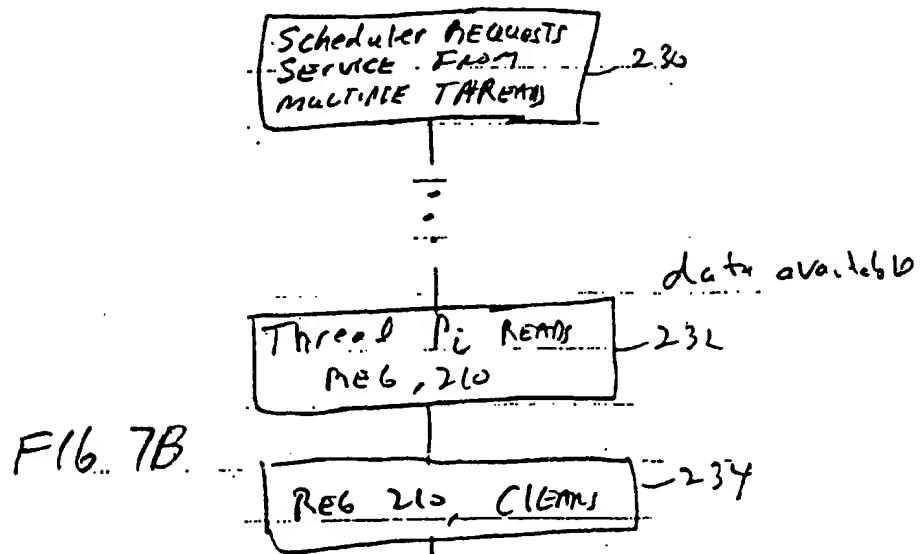 Scheduler REQUESTS
SERVICE FROM
MULTIPLE THREADS
230
data available
Thread Pi READS
REG, 210
232
FIG. 7B
REG 210, CLEARS
234